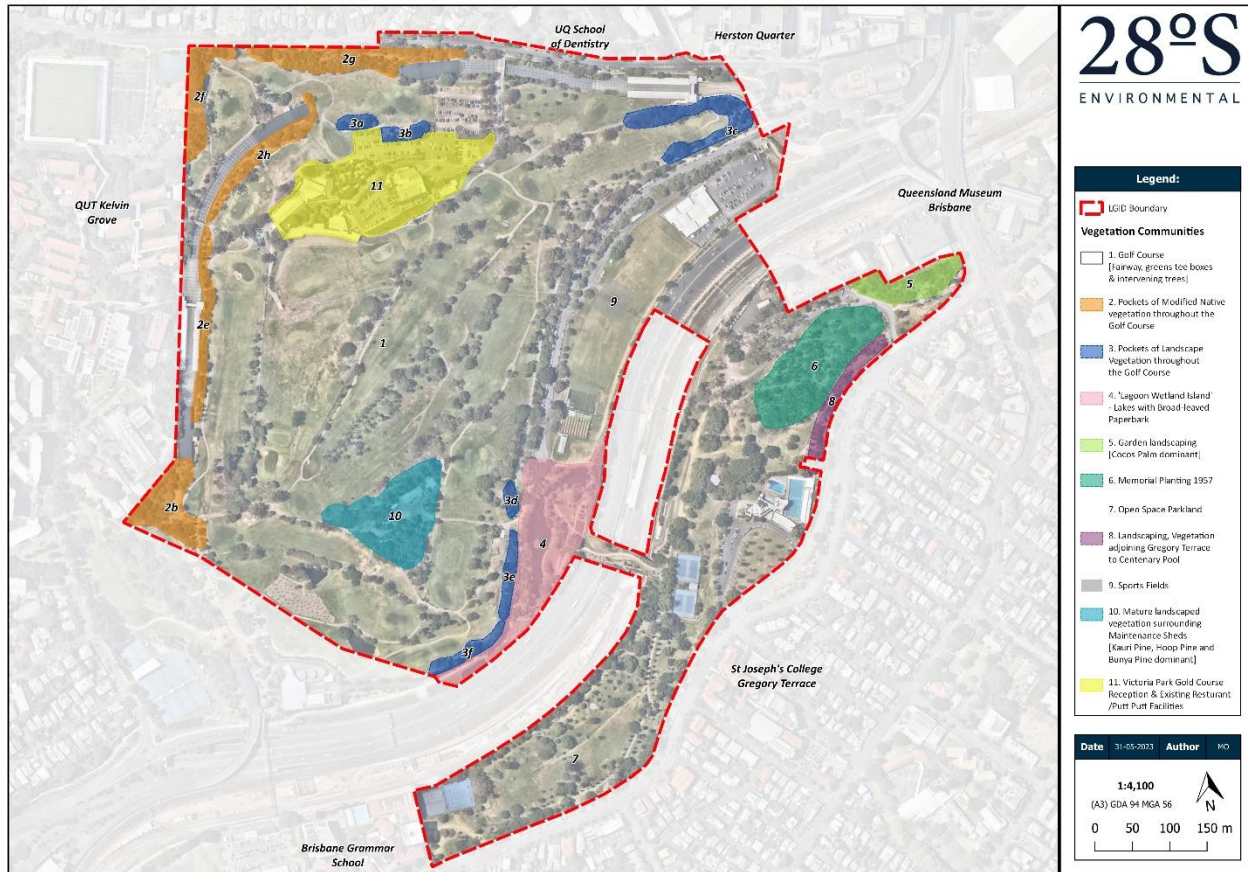 UQ School
of Dentistry
Herston Quarter
QUT Kelvin
Grove
Queensland Museum
Brisbane
St Joseph's College
Gregory Terrace
Brisbane Grammar
School
2g
2f
3a
3b
3c
2h
11
5
9
2e
1
6
8
10
3d
2b
4
3e
3f
7
28ºS
ENVIRONMENTAL
Legend:
LGID Boundary
Vegetation Communities
1. Golf Course
[Fairway, greens tee boxes
& intervening trees]
2. Pockets of Modified Native
vegetation throughout the
Golf Course
3. Pockets of Landscape
Vegetation throughout
the Golf Course
4. 'Lagoon Wetland Island'
- Lakes with Broad-leaved
Paperbark
5. Garden landscaping
[Cocos Palm dominant]
6. Memorial Planting 1957
7. Open Space Parkland
8. Landscaping, Vegetation
adjoining Gregory Terrace
to Centenary Pool
9. Sports Fields
10. Mature landscaped
vegetation surrounding
Maintenance Sheds
[Kauri Pine, Hoop Pine and
Bunya Pine dominant]
11. Victoria Park Gold Course
Reception & Existing Resturant
/Putt Putt Facilities
Date 31-05-2023 Author MO
1:4,100
(A3) GDA 94 MGA 56
N
0 50 100 150 m